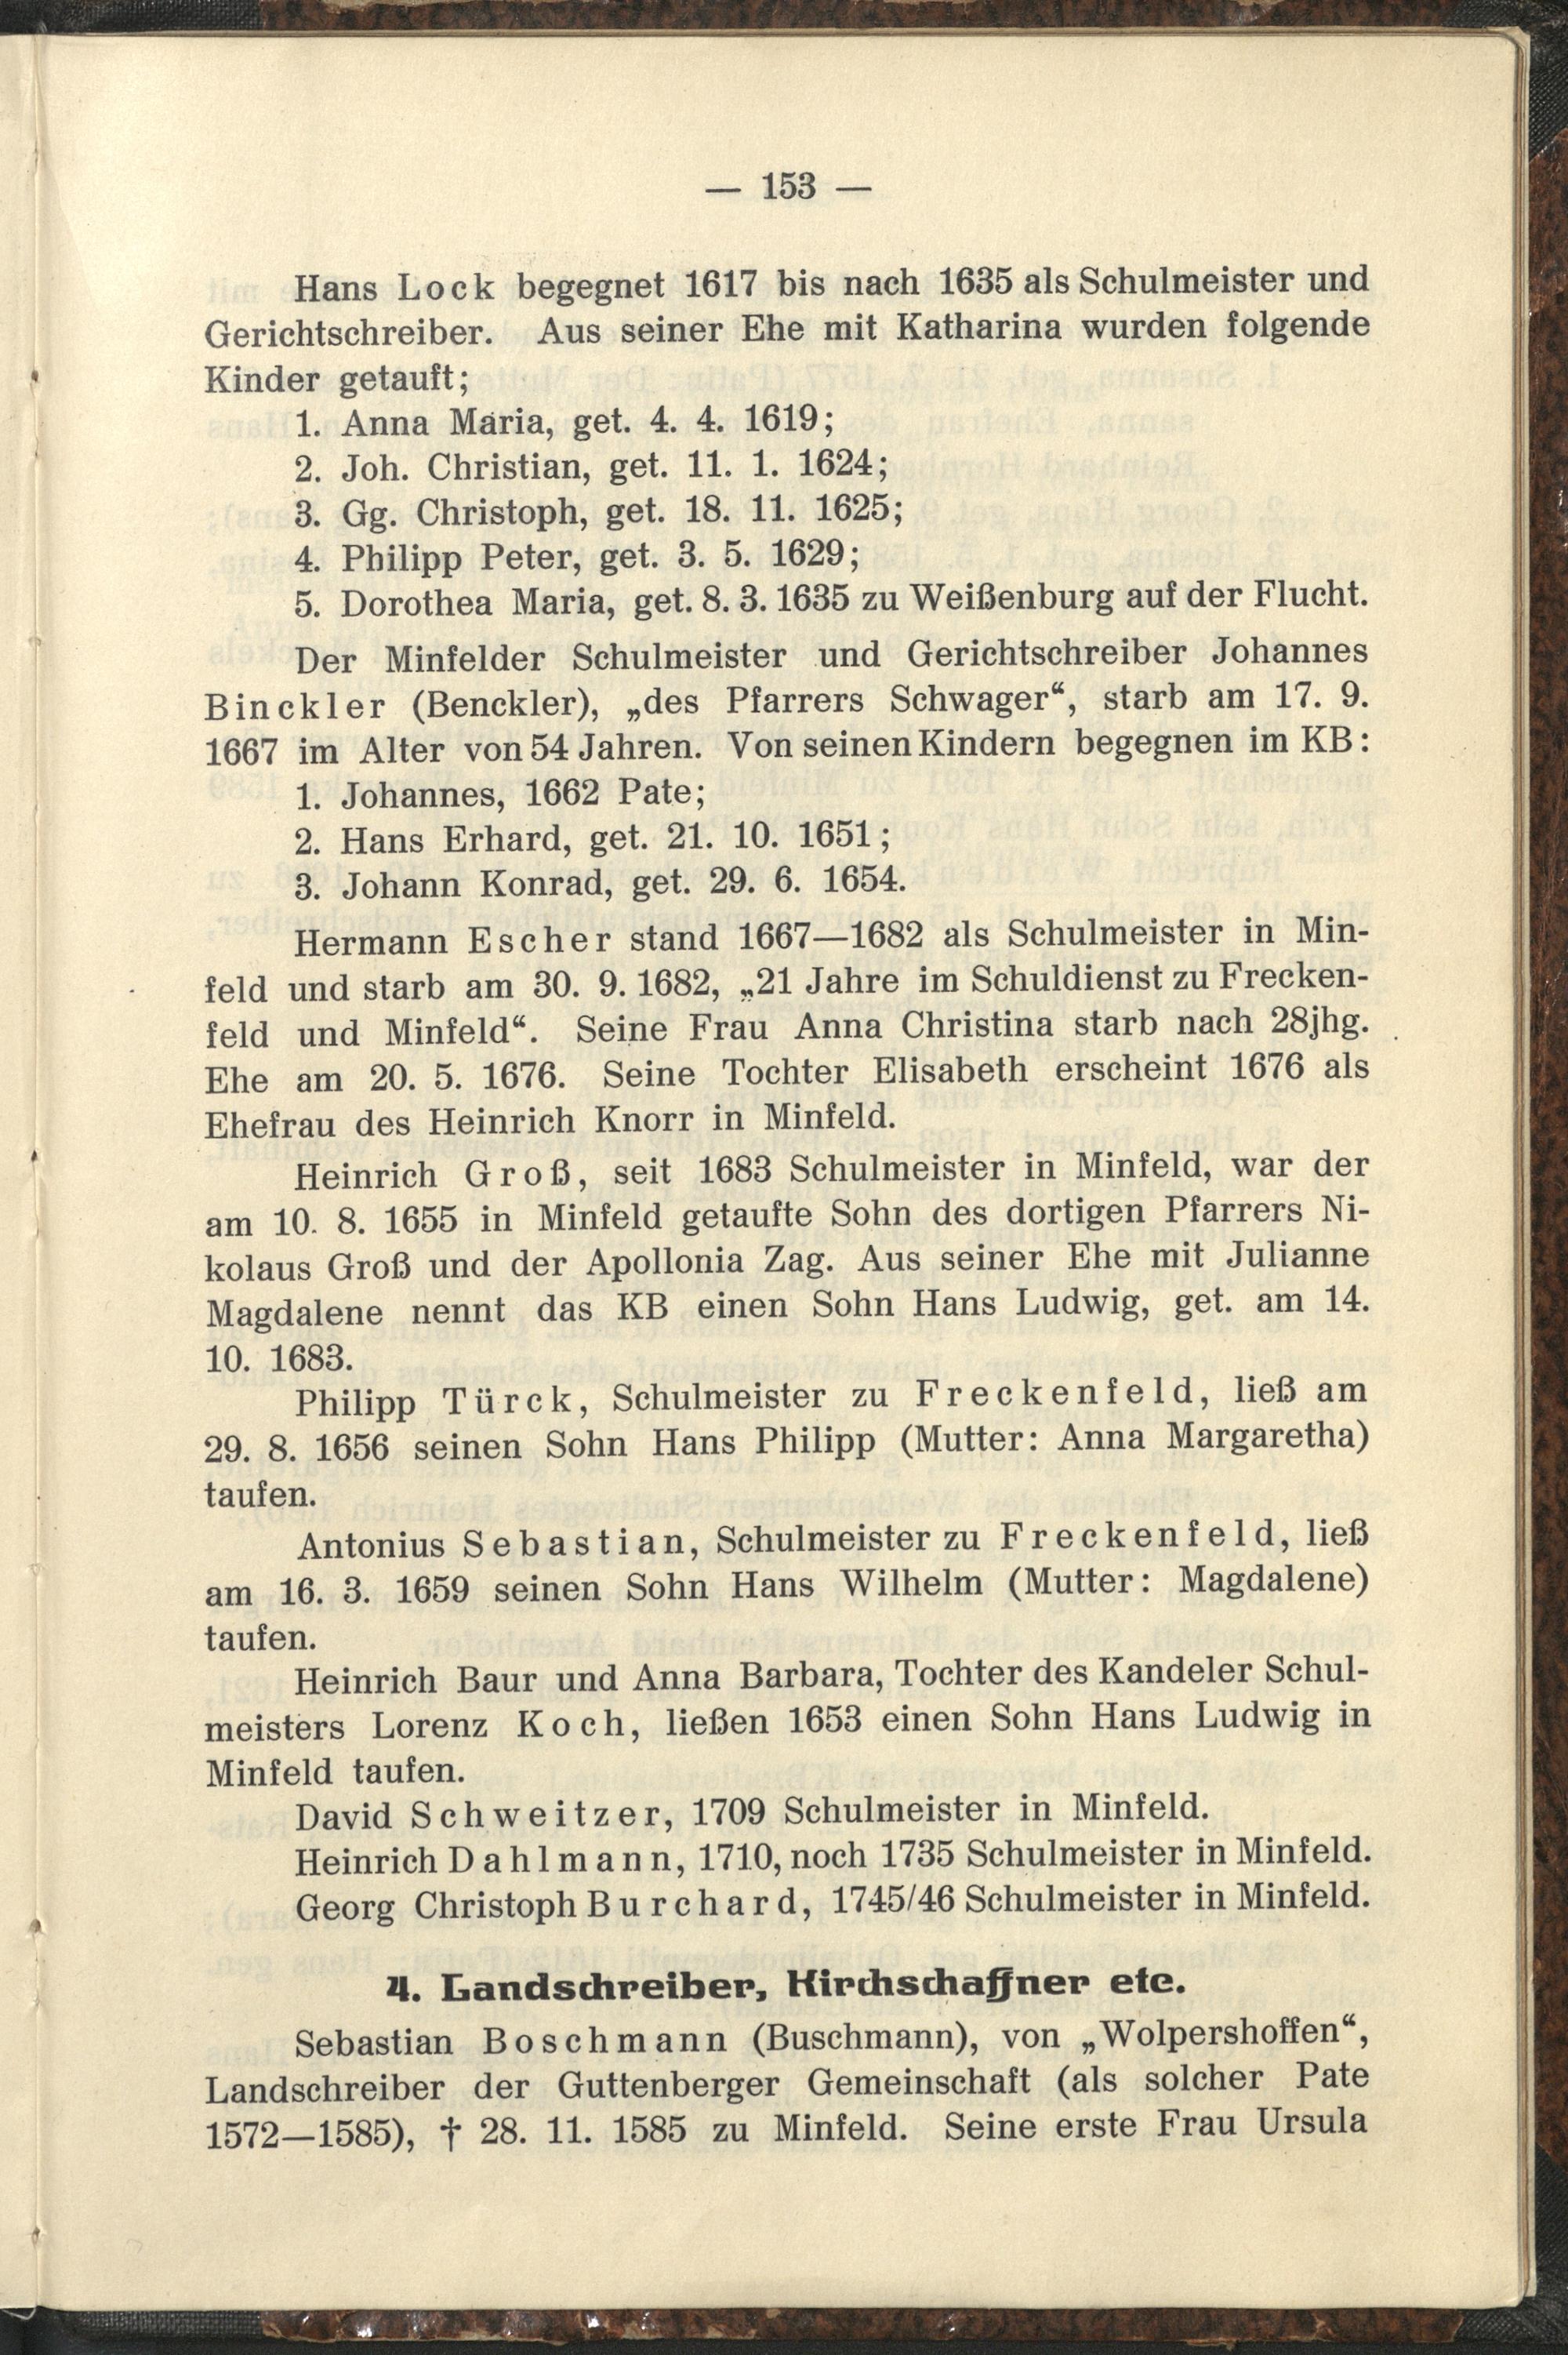 — 153 —
Hans Lock begegnet 1617 bis nach 1635 als Schulmeister und
Gerichtschreiber. Aus seiner Ehe mit Katharina wurden folgende
Kinder getauft;
1. Anna Maria, get. 4. 4. 1619;
2. Joh. Christian, get. 11. 1. 1624;
3. Gg. Christoph, get. 18. 11. 1625;
4. Philipp Peter, get. 3. 5. 1629;
5. Dorothea Maria, get. 8. 3. 1635 zu Weißenburg auf der Flucht.
Der Minfelder Schulmeister und Gerichtschreiber Johannes
Binckler (Benckler), „des Pfarrers Schwager“, starb am 17. 9.
1667 im Alter von 54 Jahren. Von seinen Kindern begegnen im KB:
1. Johannes, 1662 Pate;
2. Hans Erhard, get. 21. 10. 1651;
3. Johann Konrad, get. 29. 6. 1654.
Hermann Escher stand 1667—1682 als Schulmeister in Min-
feld und starb am 30. 9. 1682, „21 Jahre im Schuldienst zu Frecken-
feld und Minfeld“. Seine Frau Anna Christina starb nach 28jhg.
Ehe am 20. 5. 1676. Seine Tochter Elisabeth erscheint 1676 als
Ehefrau des Heinrich Knorr in Minfeld.
Heinrich Groß, seit 1683 Schulmeister in Minfeld, war der
am 10. 8. 1655 in Minfeld getaufte Sohn des dortigen Pfarrers Ni-
kolaus Groß und der Apollonia Zag. Aus seiner Ehe mit Julianne
Magdalene nennt das KB einen Sohn Hans Ludwig, get. am 14.
10. 1683.
Philipp Türck, Schulmeister zu Freckenfeld, ließ am
29. 8. 1656 seinen Sohn Hans Philipp (Mutter: Anna Margaretha)
taufen.
Antonius Sebastian, Schulmeister zu Freckenfeld, ließ
am 16. 3. 1659 seinen Sohn Hans Wilhelm (Mutter: Magdalene)
taufen.
Heinrich Baur und Anna Barbara, Tochter des Kandeler Schul-
meisters Lorenz Koch, ließen 1653 einen Sohn Hans Ludwig in
Minfeld taufen.
David Schweitzer, 1709 Schulmeister in Minfeld.
Heinrich Dahlmann, 1710, noch 1735 Schulmeister in Minfeld.
Georg Christoph Burchard, 1745/46 Schulmeister in Minfeld.
4. Landschreiber, Kirchschaffner etc.
Sebastian Boschmann (Buschmann), von „Wolpershoffen“,
Landschreiber der Guttenberger Gemeinschaft (als solcher Pate
1572—1585), † 28. 11. 1585 zu Minfeld. Seine erste Frau Ursula